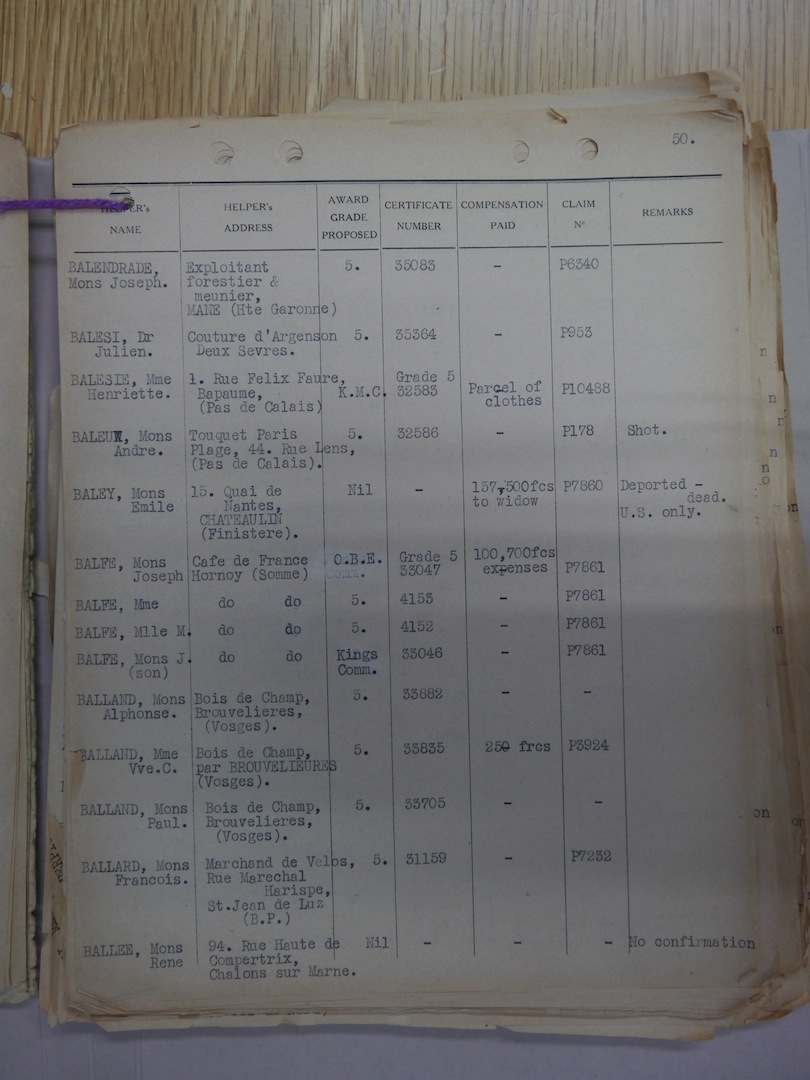 50.
HELPER's NAME | HELPER's ADDRESS | AWARD GRADE PROPOSED | CERTIFICATE NUMBER | COMPENSATION PAID | CLAIM N° | REMARKS
BALENDRADE, Exploitant 5. 35083 - P6340
Mons Joseph. forestier &
meunier,
MANE (Hte Garonne)
BALESI, Dr Couture d'Argenson 5. 35364 - P953
Julien. Deux Sevres.
BALESIE, Mme 1. Rue Felix Faure, Grade 5
Henriette. Bapaume, K.M.C. 32583 Parcel of P10488
(Pas de Calais) clothes
BALEUX, Mons Touquet Paris 5. 32586 - P178 Shot.
Andre. Plage, 44. Rue Lens,
(Pas de Calais).
BALEY, Mons 15. Quai de Nil - 157,500fcs P7860 Deported -
Emile Nantes, to widow dead.
CHATEAULIN U.S. only.
(Finistere).
BALFE, Mons Cafe de France O.B.E. Grade 5 100,700fcs
Joseph Hornoy (Somme) Comm. 33047 expenses P7861
BALFE, Mme do do 5. 4153 - P7861
BALFE, Mlle M. do do 5. 4152 - P7861
BALFE, Mons J. do do Kings 33046 - P7861
(son) Comm.
BALLAND, Mons Bois de Champ, 5. 33882 - -
Alphonse. Brouvelieres,
(Vosges).
BALLAND, Mme Bois de Champ, 5. 33835 250 frcs P3924
Vve.C. par BROUVELIEURES
(Vosges).
BALLAND, Mons Bois de Champ, 5. 33705 - -
Paul. Brouvelieres,
(Vosges).
BALLARD, Mons Marchand de Velos, 5. 31159 - P7232
Francois. Rue Marechal
Harispe,
St.Jean de Luz
(B.P.)
BALLEE, Mons 94. Rue Haute de Nil - - - No confirmation
Rene Compertrix,
Chalons sur Marne.